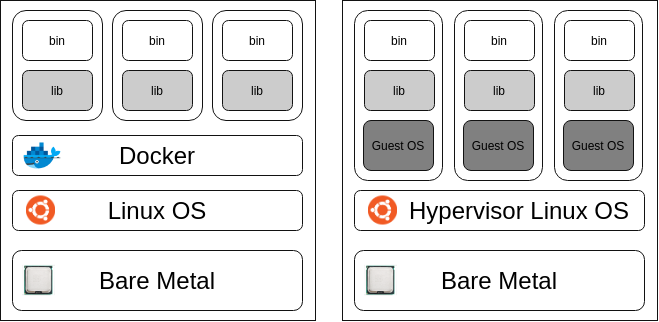 bin
bin
bin
lib
lib
lib
Docker
Linux OS
Bare Metal
bin
bin
bin
lib
lib
lib
Guest OS
Guest OS
Guest OS
Hypervisor Linux OS
Bare Metal